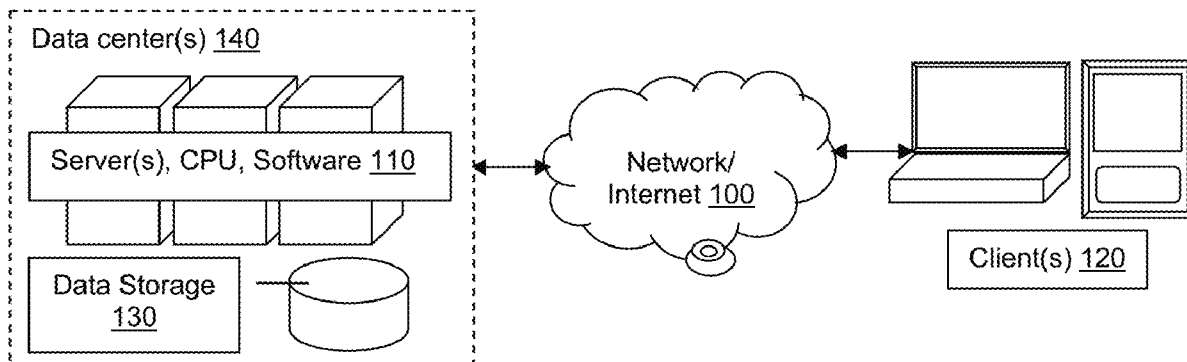 Data center(s) 140
Server(s), CPU, Software 110
Data Storage
130
Network/
Internet 100
Client(s) 120